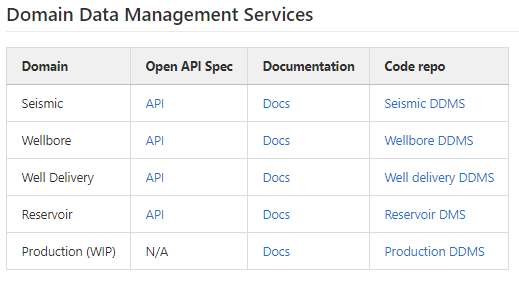 Domain Data Management Services
Domain Open API Spec Documentation Code repo
Seismic API Docs Seismic DDMS
Wellbore API Docs Wellbore DDMS
Well Delivery API Docs Well delivery DDMS
Reservoir API Docs Reservoir DMS
Production (WIP) N/A Docs Production DDMS